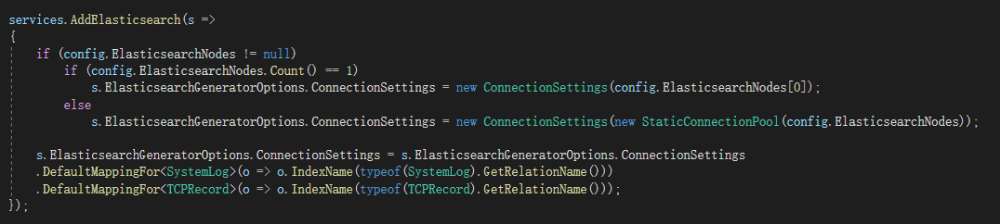 services.AddElasticsearch(s =>
{
if (config.ElasticsearchNodes != null)
if (config.ElasticsearchNodes.Count() == 1)
s.ElasticsearchGeneratorOptions.ConnectionSettings = new ConnectionSettings(config.ElasticsearchNodes[0]);
else
s.ElasticsearchGeneratorOptions.ConnectionSettings = new ConnectionSettings(new StaticConnectionPool(config.ElasticsearchNodes));
s.ElasticsearchGeneratorOptions.ConnectionSettings = s.ElasticsearchGeneratorOptions.ConnectionSettings
.DefaultMappingFor<SystemLog>(o => o.IndexName(typeof(SystemLog).GetRelationName()))
.DefaultMappingFor<TCPRecord>(o => o.IndexName(typeof(TCPRecord).GetRelationName()));
});